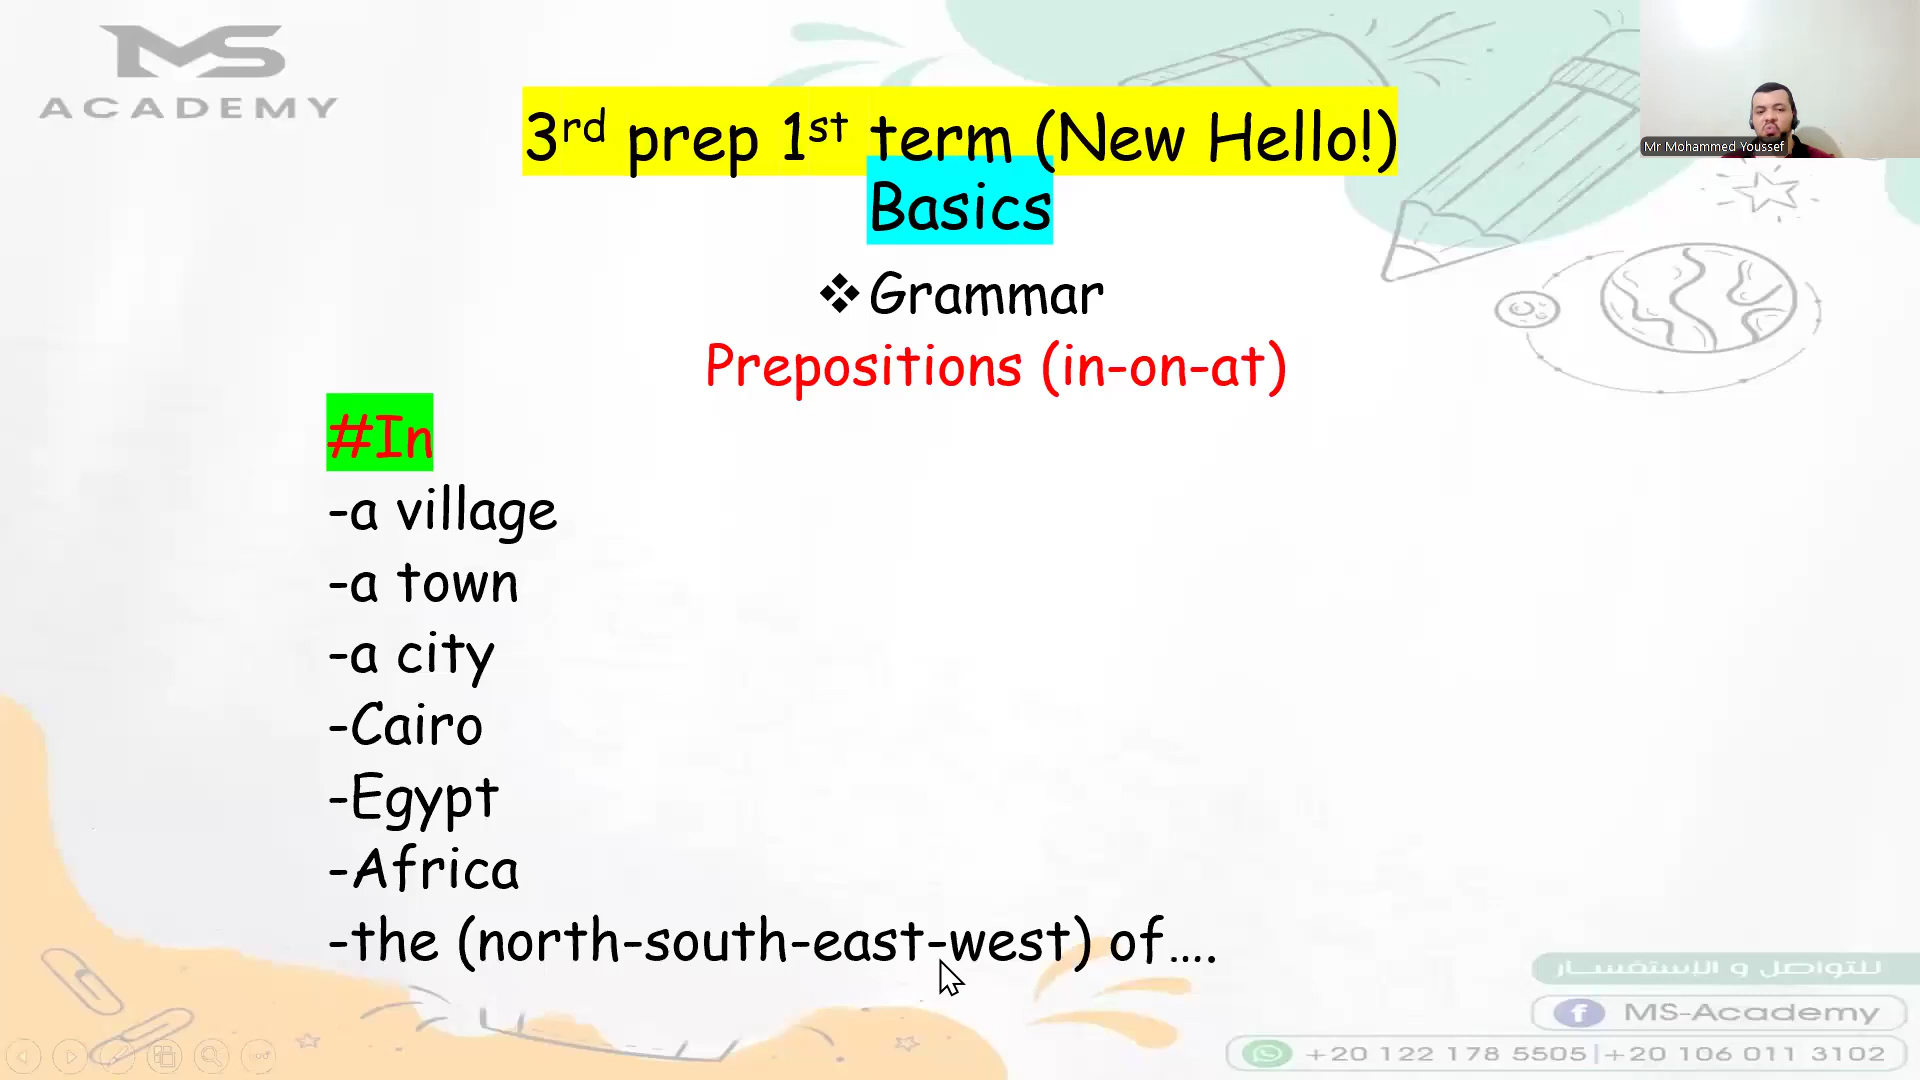 MS
ACADEMY
Mr Mohammed Youssef
3rd prep 1st term (New Hello!)
Basics
❖Grammar
Prepositions (in-on-at)
#In
-a village
-a town
-a city
-Cairo
-Egypt
-Africa
-the (north-south-east-west) of....
للتواصل و الإستفسار
MS-Academy
+20 122 178 5505|+20 106 011 3102